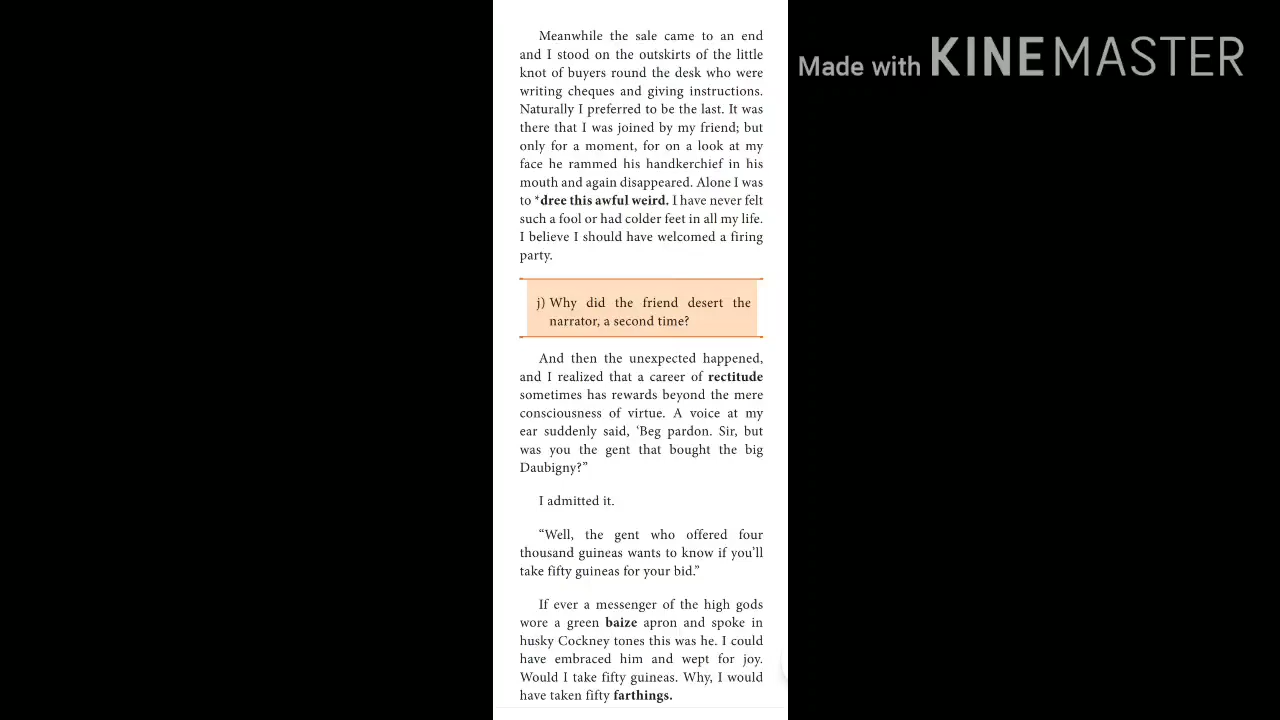 Made with KINEMASTER
Meanwhile the sale came to an end
and I stood on the outskirts of the little
knot of buyers round the desk who were
writing cheques and giving instructions.
Naturally I preferred to be the last. It was
there that I was joined by my friend; but
only for a moment, for on a look at my
face he rammed his handkerchief in his
mouth and again disappeared. Alone I was
to *dree this awful weird. I have never felt
such a fool or had colder feet in all my life.
I believe I should have welcomed a firing
party.
j) Why did the friend desert the
narrator, a second time?
And then the unexpected happened,
and I realized that a career of rectitude
sometimes has rewards beyond the mere
consciousness of virtue. A voice at my
ear suddenly said, ‘Beg pardon. Sir, but
was you the gent that bought the big
Daubigny?”
I admitted it.
“Well, the gent who offered four
thousand guineas wants to know if you’ll
take fifty guineas for your bid.”
If ever a messenger of the high gods
wore a green baize apron and spoke in
husky Cockney tones this was he. I could
have embraced him and wept for joy.
Would I take fifty guineas. Why, I would
have taken fifty farthings.